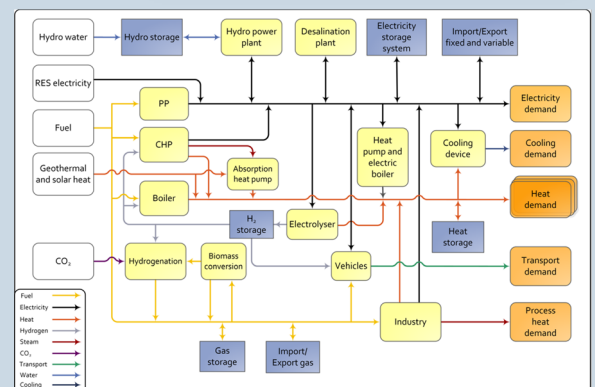 Hydro water
Hydro storage
Hydro power
plant
Desalination
plant
Electricity
storage
system
Import/Export
fixed and variable
RES electricity
PP
Electricity
demand
Fuel
CHP
Heat
pump and
electric
boiler
Cooling
device
Cooling
demand
Geothermal
and solar heat
Absorption
heat pump
Boiler
Heat
demand
H₂
storage
Electrolyser
Heat
storage
CO₂
Hydrogenation
Biomass
conversion
Vehicles
Transport
demand
Industry
Process
heat
demand
Gas
storage
Import/
Export gas
Fuel
Electricity
Heat
Hydrogen
Steam
CO₂
Transport
Water
Cooling